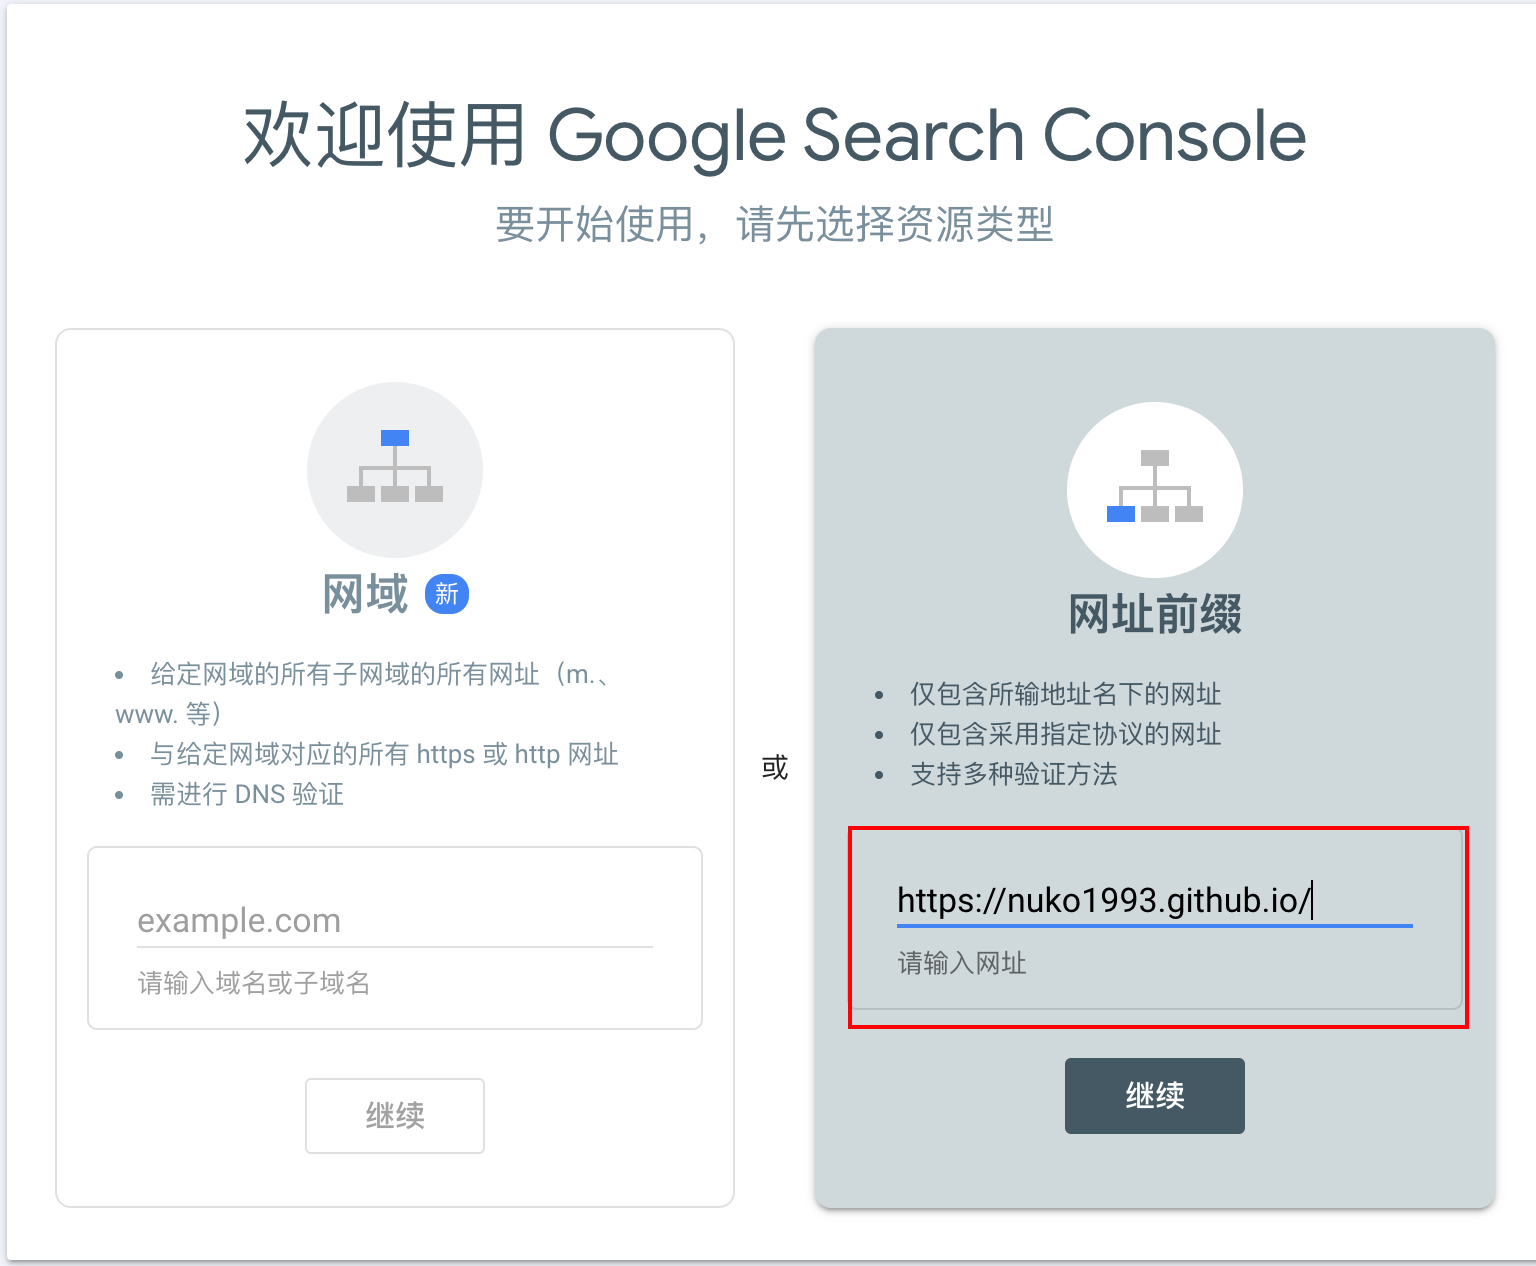 欢迎使用 Google Search Console
要开始使用，请先选择资源类型
网域 新
• 给定网域的所有子网域的所有网址（m.、
www. 等）
• 与给定网域对应的所有 https 或 http 网址
• 需进行 DNS 验证
example.com
请输入域名或子域名
继续
或
网址前缀
• 仅包含所输地址名下的网址
• 仅包含采用指定协议的网址
• 支持多种验证方法
https://nuko1993.github.io/
请输入网址
继续